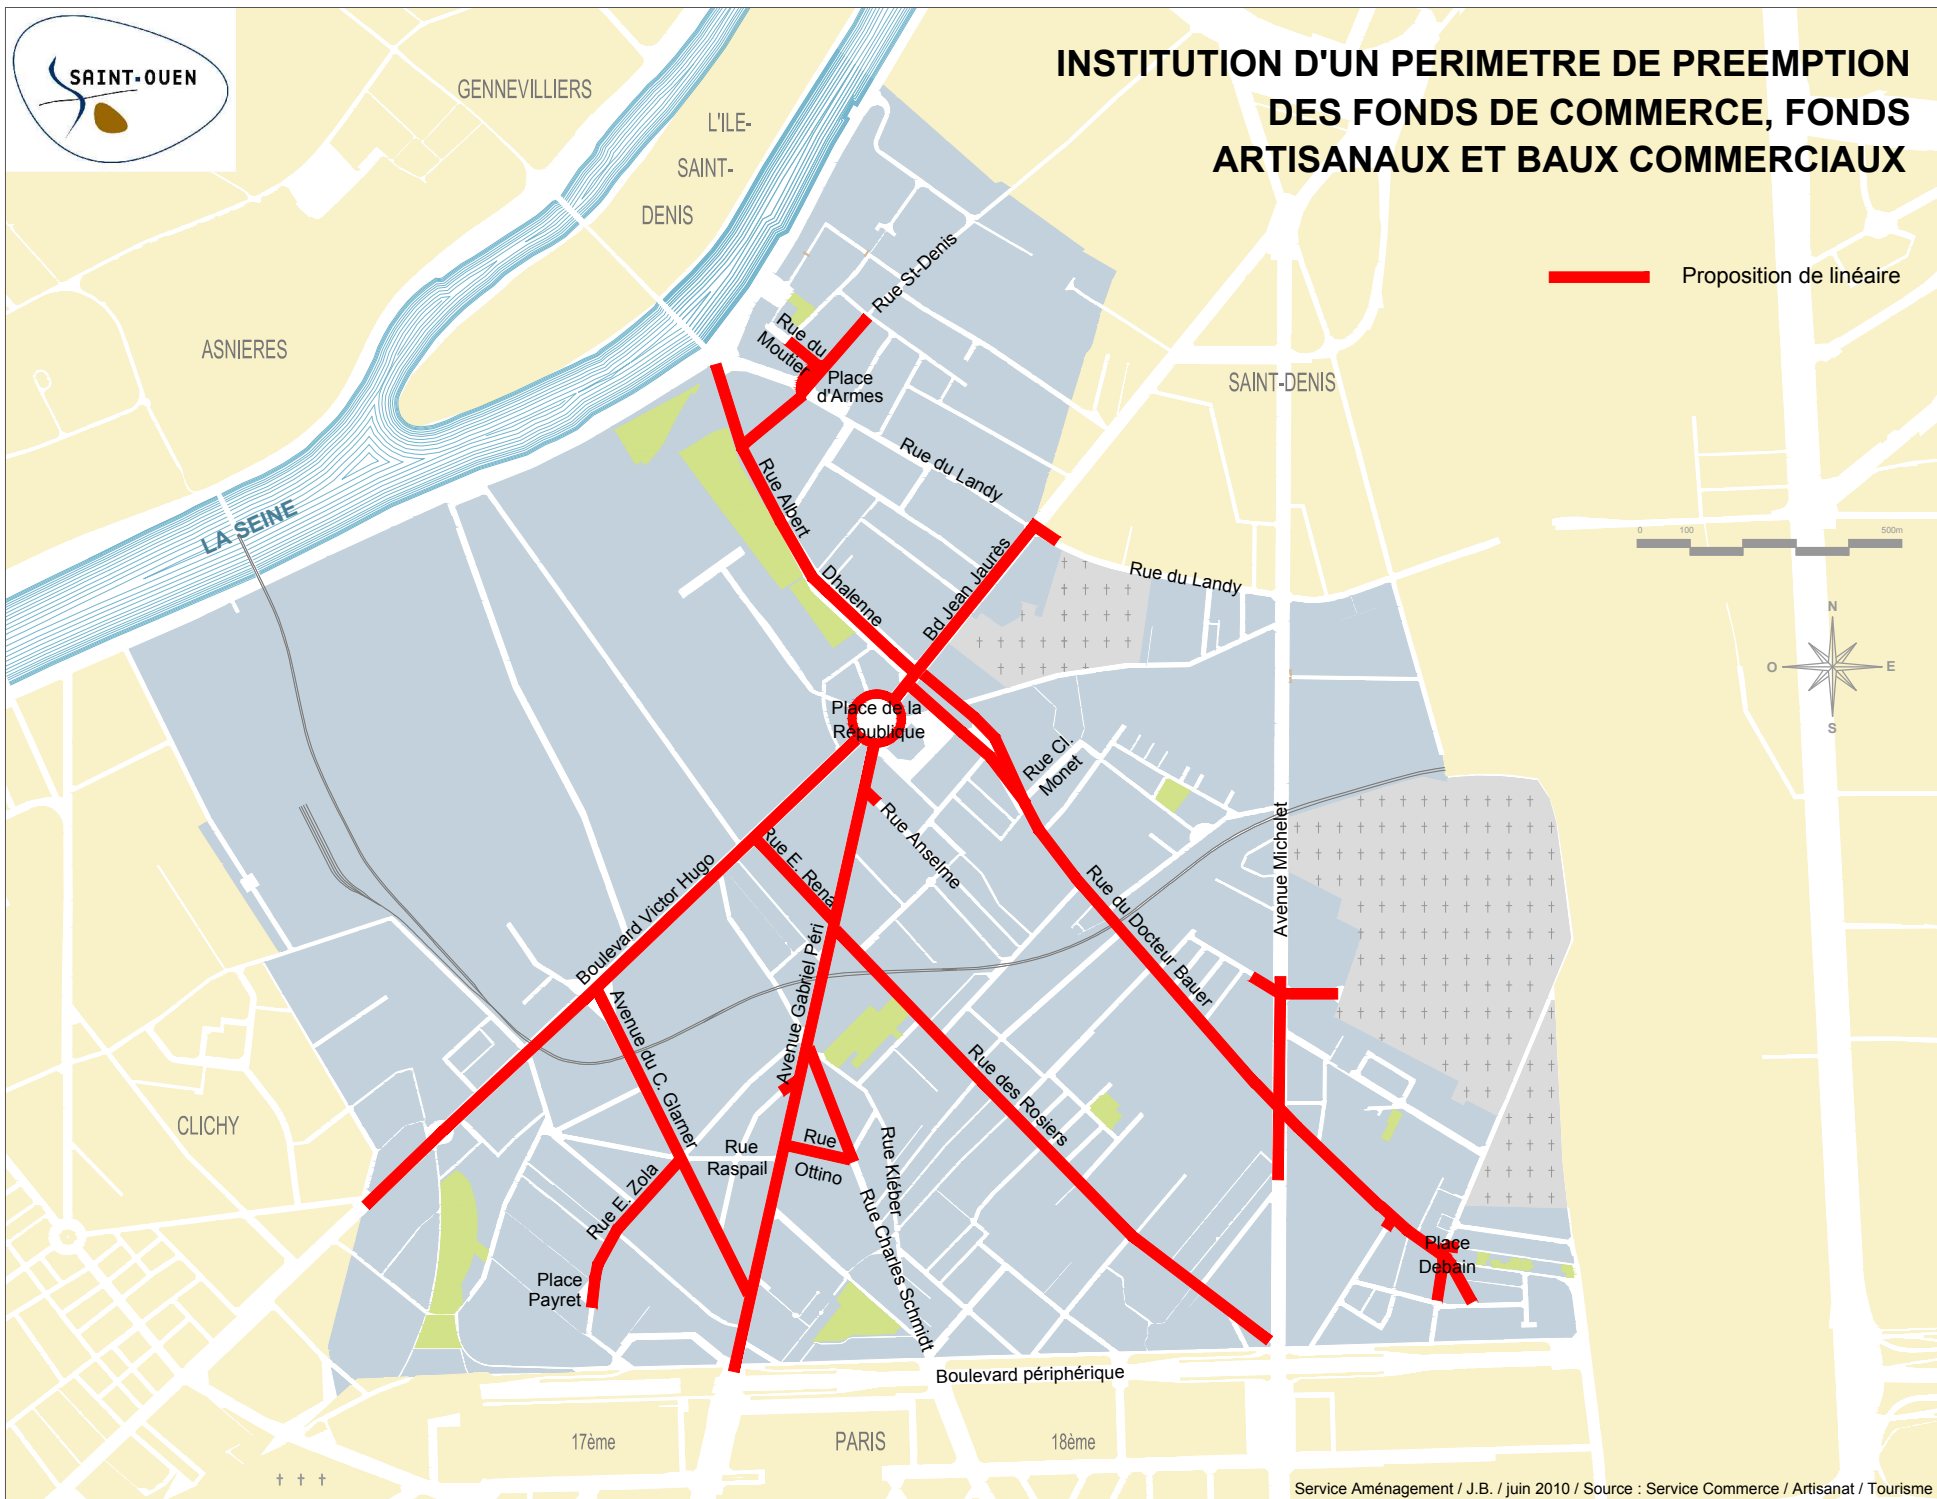 SAINT-OUEN
INSTITUTION D'UN PERIMETRE DE PREEMPTION
DES FONDS DE COMMERCE, FONDS
ARTISANAUX ET BAUX COMMERCIAUX
Proposition de linéaire
GENNEVILLIERS
L'ILE-
SAINT-
DENIS
ASNIERES
SAINT-DENIS
LA SEINE
Rue St-Denis
Rue du
Moutier
Place
d'Armes
Rue du Landy
Rue Albert
Dhalenne
Bd Jean Jaurès
Rue du Landy
0 100 500m
N
O E
S
Place de la
République
Rue Cl.
Monet
Rue Anselme
Rue E. Rena
Boulevard Victor Hugo
Avenue Michelet
Rue du Docteur Bauer
Avenue Gabriel Péri
Avenue du C. Glarner
Rue des Rosiers
CLICHY
Rue
Raspail
Rue
Ottino
Rue Kléber
Rue E. Zola
Rue Charles Schmidt
Place
Payret
Place
Debain
Boulevard périphérique
17ème
PARIS
18ème
Service Aménagement / J.B. / juin 2010 / Source : Service Commerce / Artisanat / Tourisme